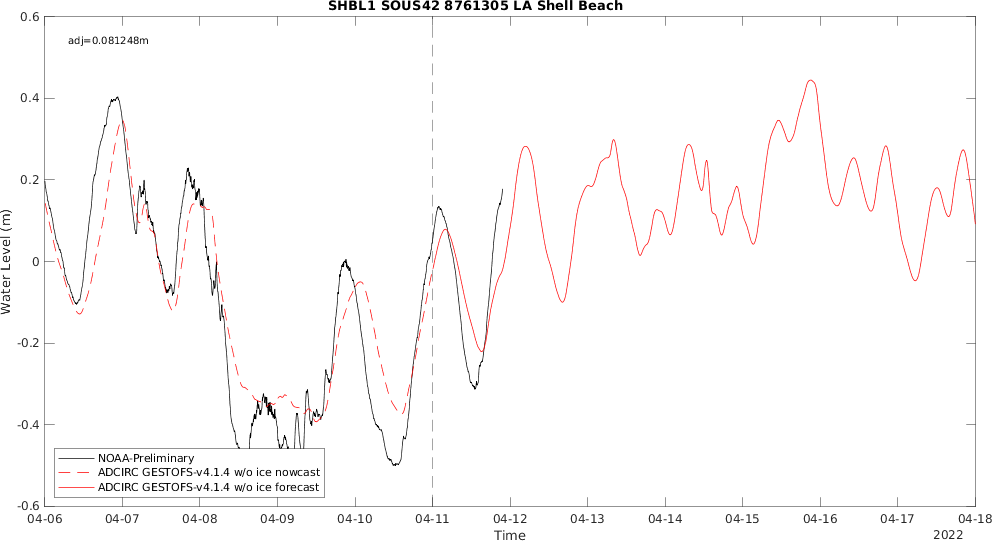 SHBL1 SOUS42 8761305 LA Shell Beach
adj=0.081248m
0.6
0.4
0.2
0
-0.2
-0.4
-0.6
Water Level (m)
NOAA-Preliminary
ADCIRC GESTOFS-v4.1.4 w/o ice nowcast
ADCIRC GESTOFS-v4.1.4 w/o ice forecast
04-06 04-07 04-08 04-09 04-10 04-11 04-12 04-13 04-14 04-15 04-16 04-17 04-18
Time
2022